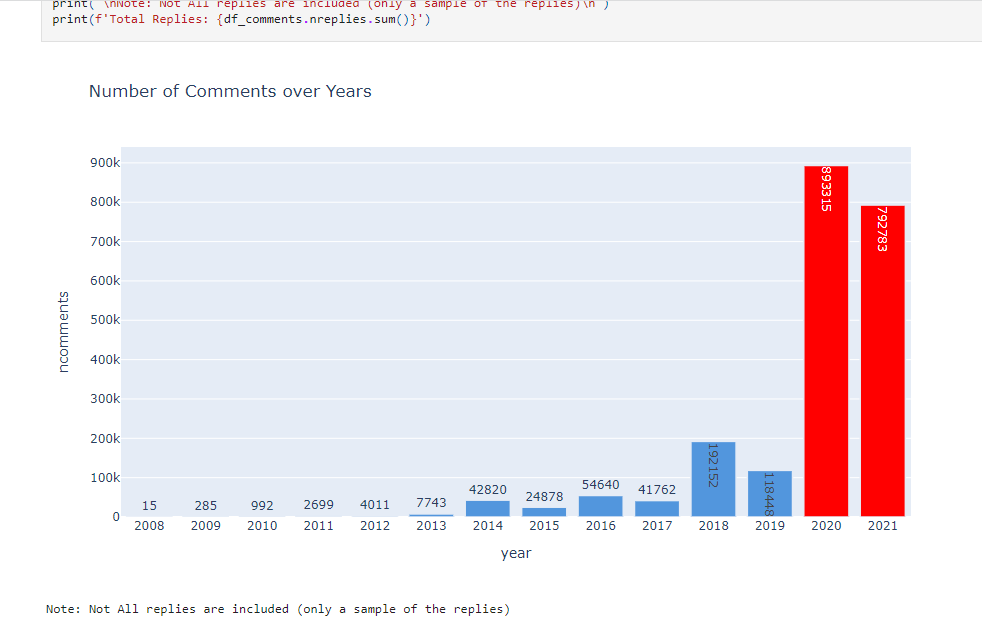 print( \nNote: Not All replies are included (only a sample of the replies)\n )
print(f'Total Replies: {df_comments.nreplies.sum()}')
Number of Comments over Years
900k
800k
700k
600k
500k
400k
300k
200k
100k
0
ncomments
15
285
992
2699
4011
7743
42820
24878
54640
41762
192152
118448
893315
792783
2008 2009 2010 2011 2012 2013 2014 2015 2016 2017 2018 2019 2020 2021
year
Note: Not All replies are included (only a sample of the replies)